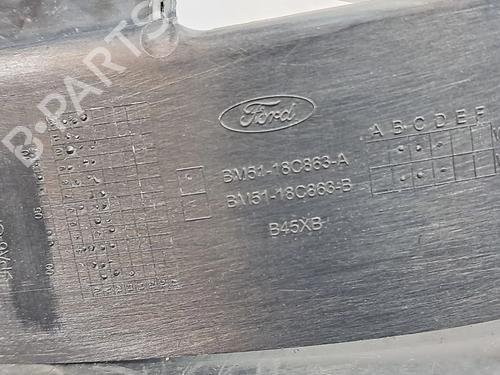 B-PARTS
Ford
A B C D E F
BM51-18C863-A
BM51-18C863-B
B45XB